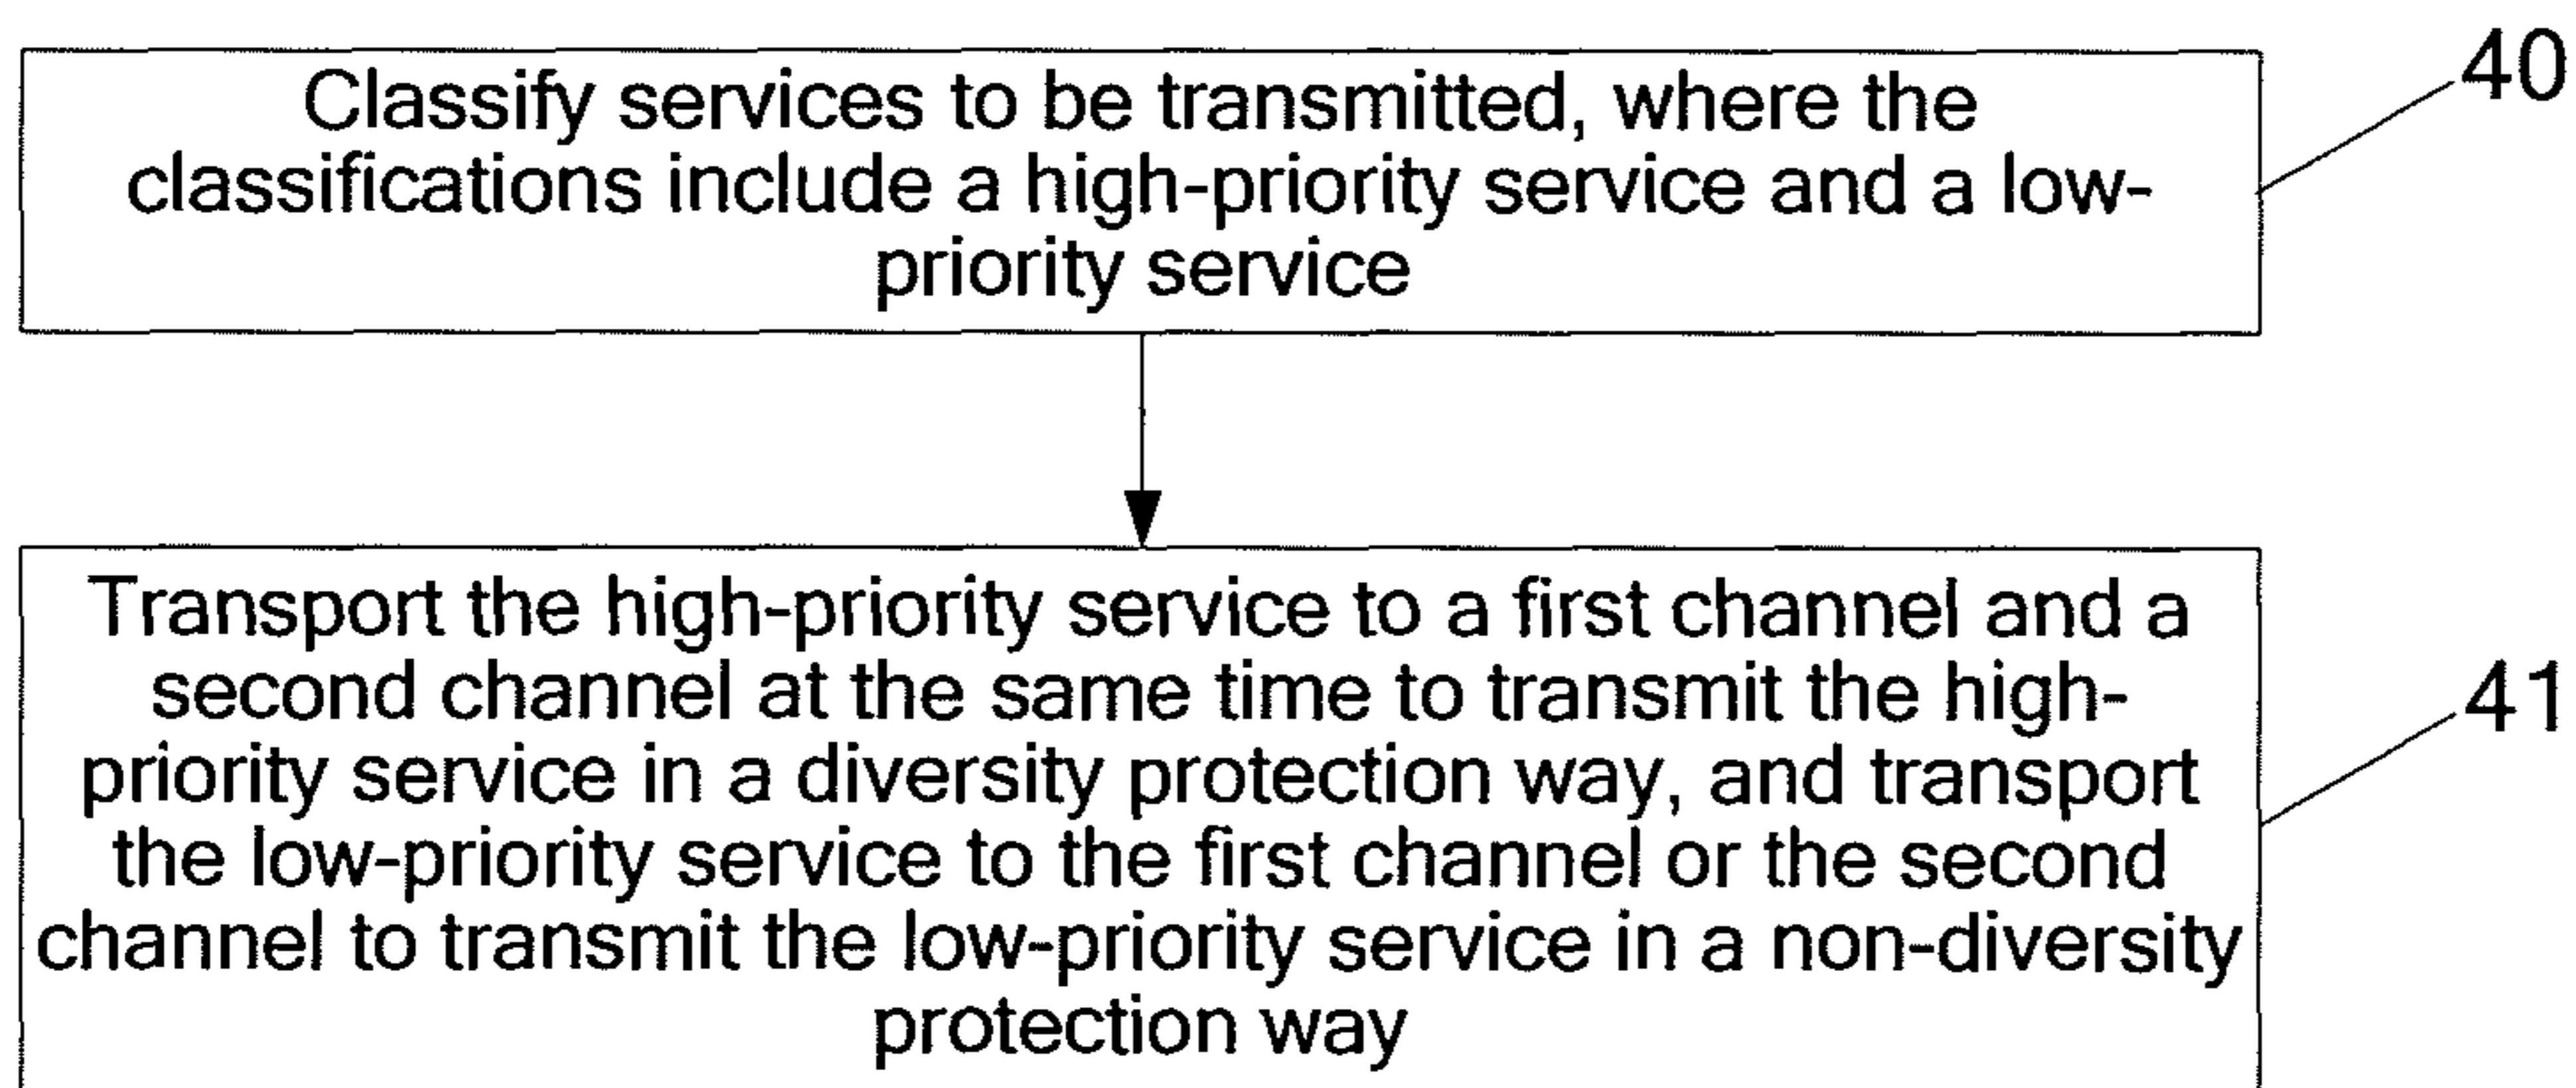 Classify services to be transmitted, where the
classifications include a high-priority service and a low-
priority service
40
Transport the high-priority service to a first channel and a
second channel at the same time to transmit the high-
priority service in a diversity protection way, and transport
the low-priority service to the first channel or the second
channel to transmit the low-priority service in a non-diversity
protection way
41